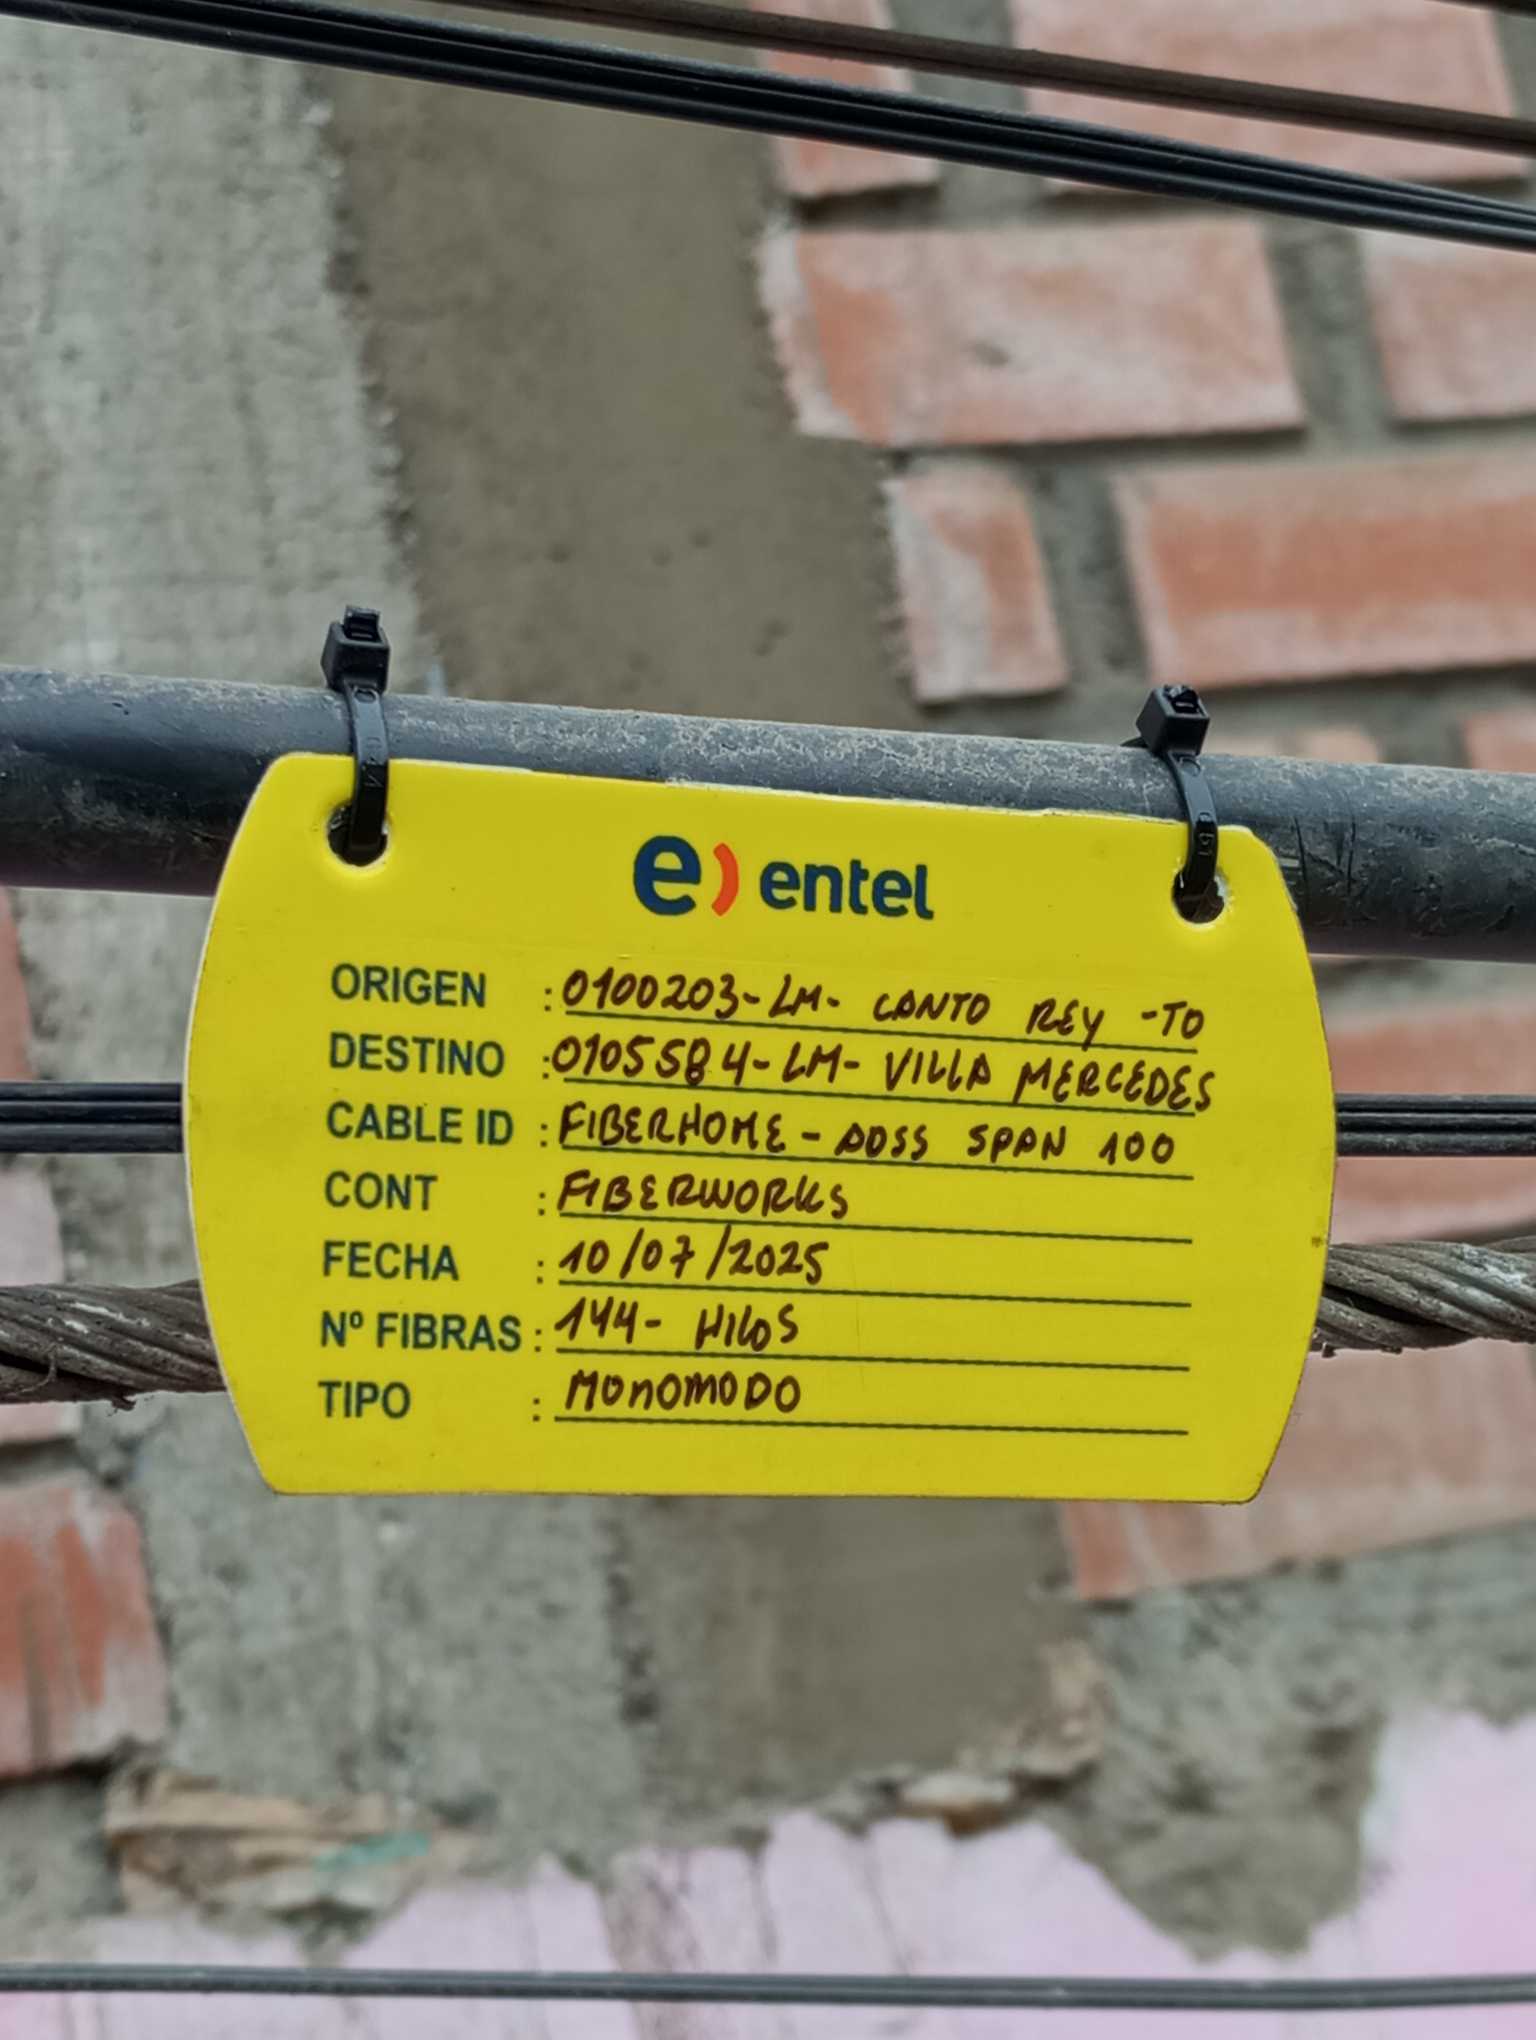 e) entel
ORIGEN : 0100203-LM- CANTO REY -TO
DESTINO : 0105584-LM- VILLA MERCEDES
CABLE ID : FIBERHOME - ADSS SPAN 100
CONT : FIBERWORKS
FECHA : 10/07/2025
Nº FIBRAS : 144- HILOS
TIPO : MONOMODO